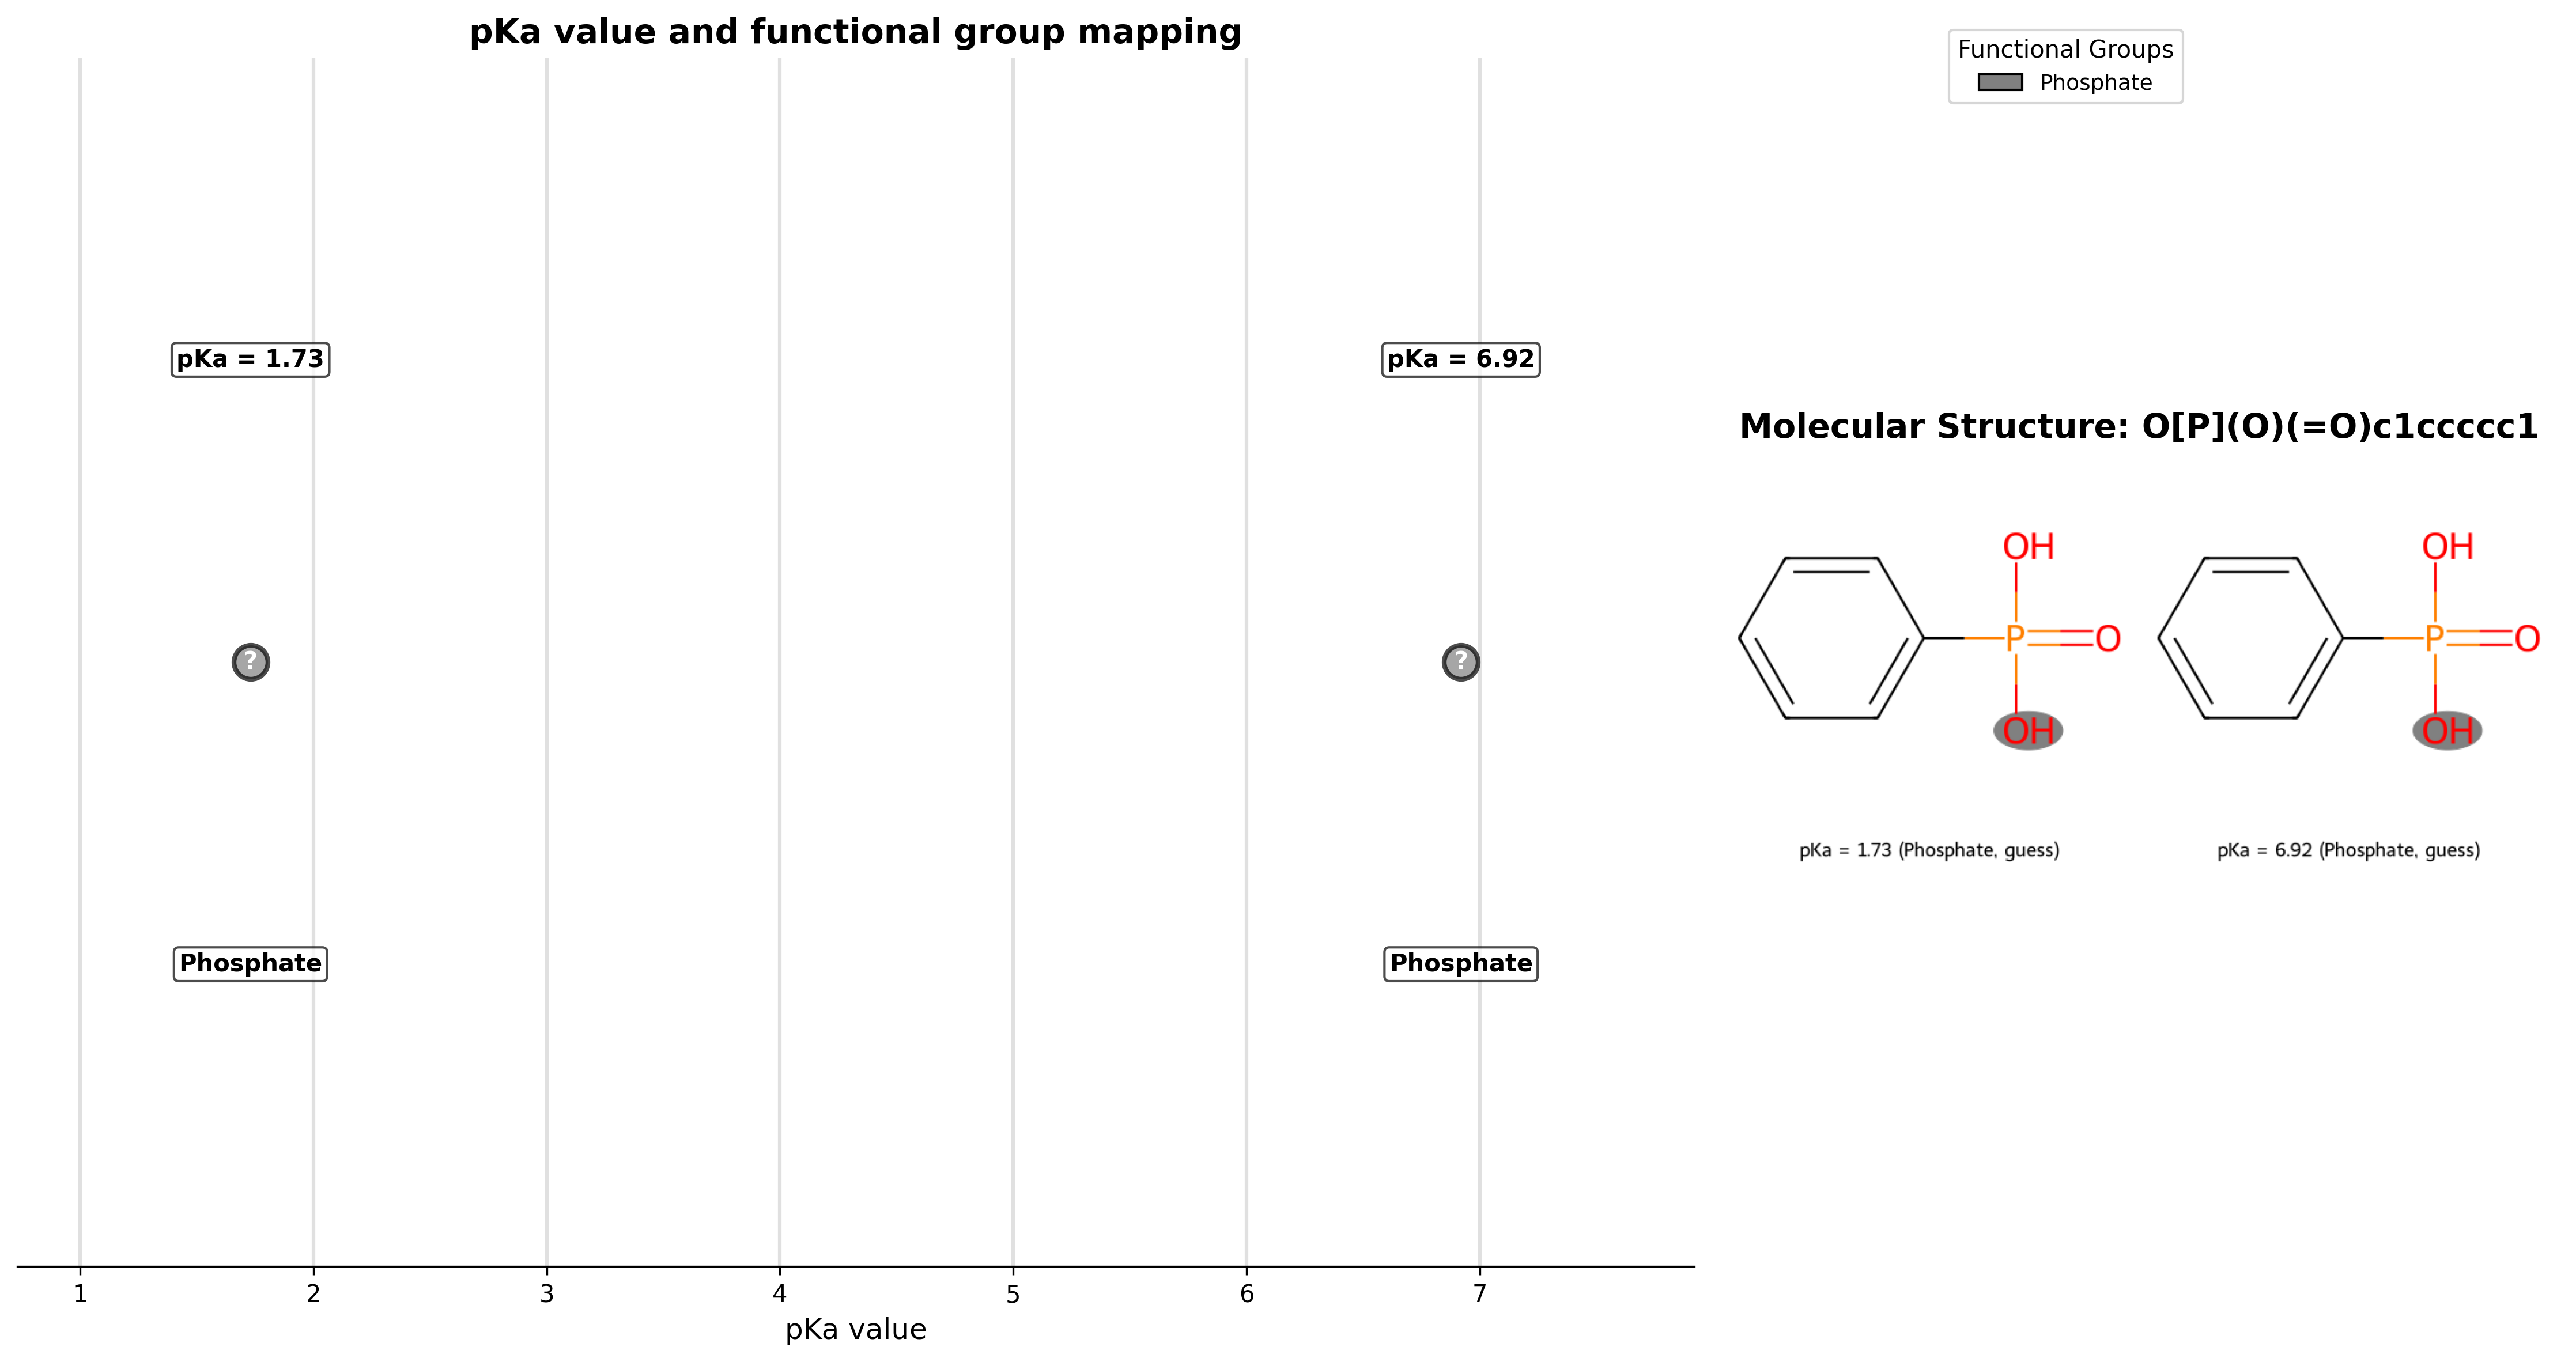 pKa value and functional group mapping
Functional Groups
Phosphate
pKa = 1.73
pKa = 6.92
?
?
Phosphate
Phosphate
1 2 3 4 5 6 7
pKa value
Molecular Structure: O[P](O)(=O)c1ccccc1
OH
P
O
OH
OH
P
O
OH
pKa = 1.73 (Phosphate, guess)
pKa = 6.92 (Phosphate, guess)